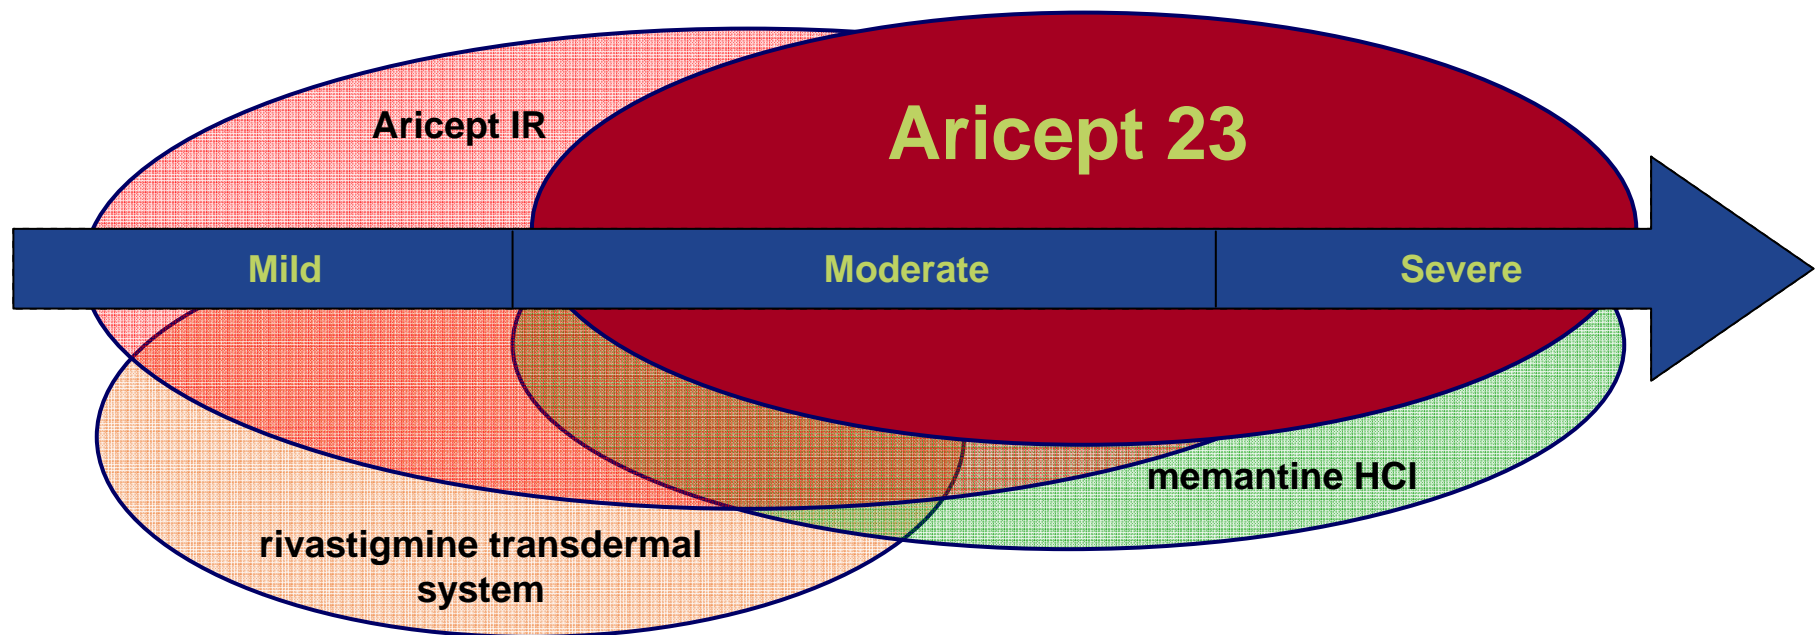 Aricept IR
Aricept 23
Mild
Moderate
Severe
memantine HCl
rivastigmine transdermal
system